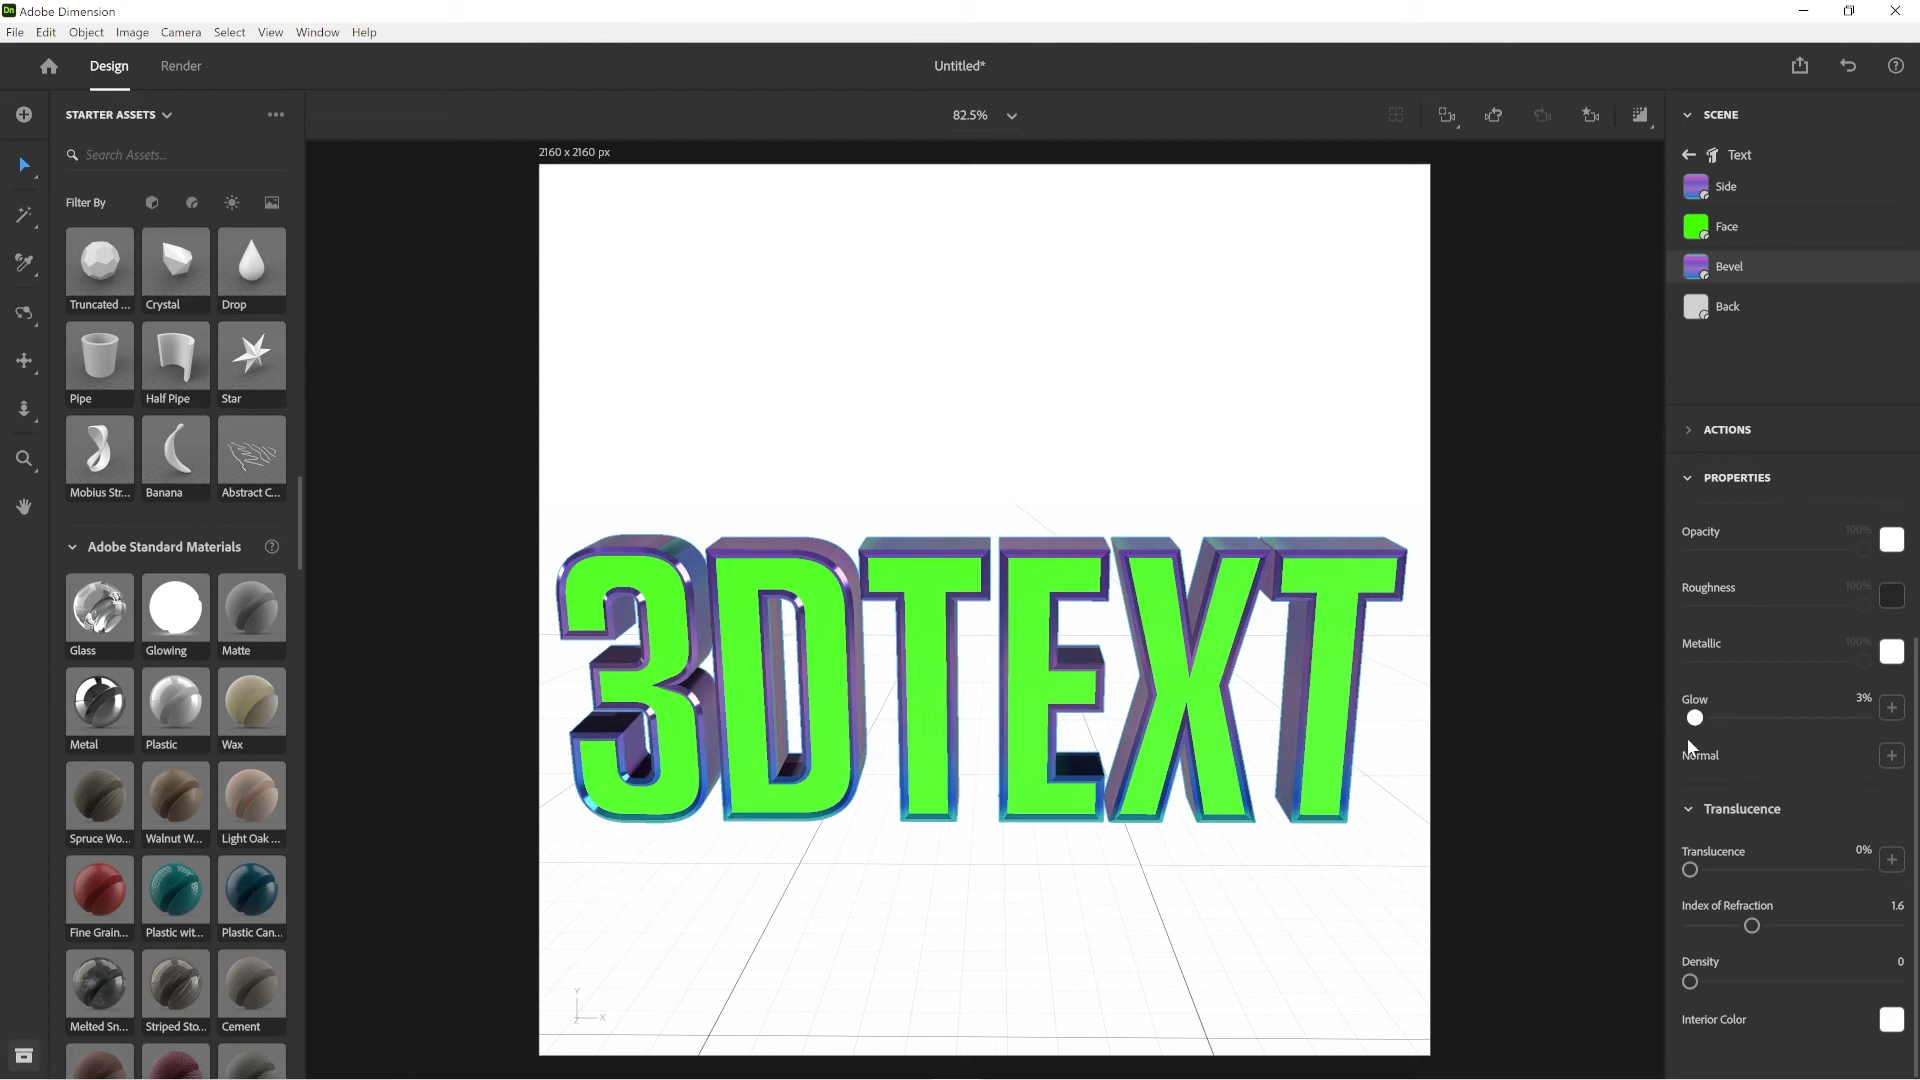 Dn Adobe Dimension
File Edit Object Image Camera Select View Window Help
Design Render Untitled*
STARTER ASSETS
82.5%
Search Assets...
Filter By
2160 x 2160 px
Truncated ... Crystal Drop
Pipe Half Pipe Star
Mobius Str... Banana Abstract C...
Adobe Standard Materials
Glass Glowing Matte
Metal Plastic Wax
Spruce Wo... Walnut W... Light Oak ...
Fine Grain... Plastic wit... Plastic Can...
Melted Sn... Striped Sto... Cement
3DTEXT
Y
Z X
SCENE
Text
Side
Face
Bevel
Back
ACTIONS
PROPERTIES
Opacity 100%
Roughness 100%
Metallic 100%
Glow 3%
Normal
Translucence
Translucence 0%
Index of Refraction 1.6
Density 0
Interior Color